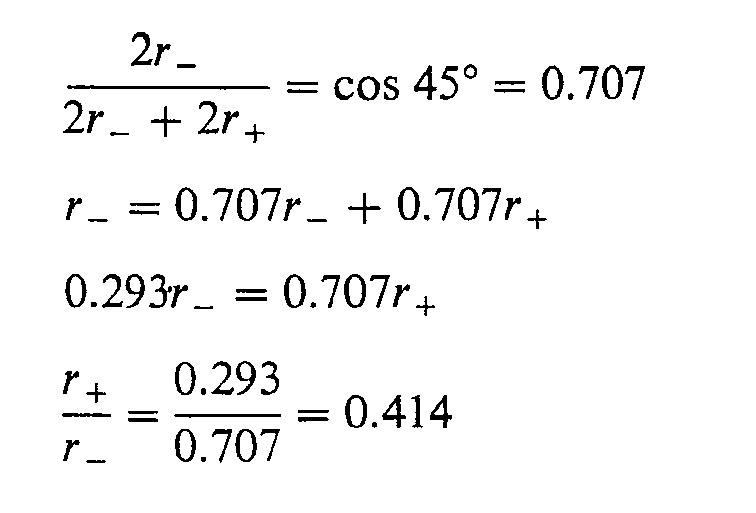 2r₋ / (2r₋ + 2r₊) = cos 45° = 0.707
r₋ = 0.707r₋ + 0.707r₊
0.293r₋ = 0.707r₊
r₊ / r₋ = 0.293 / 0.707 = 0.414